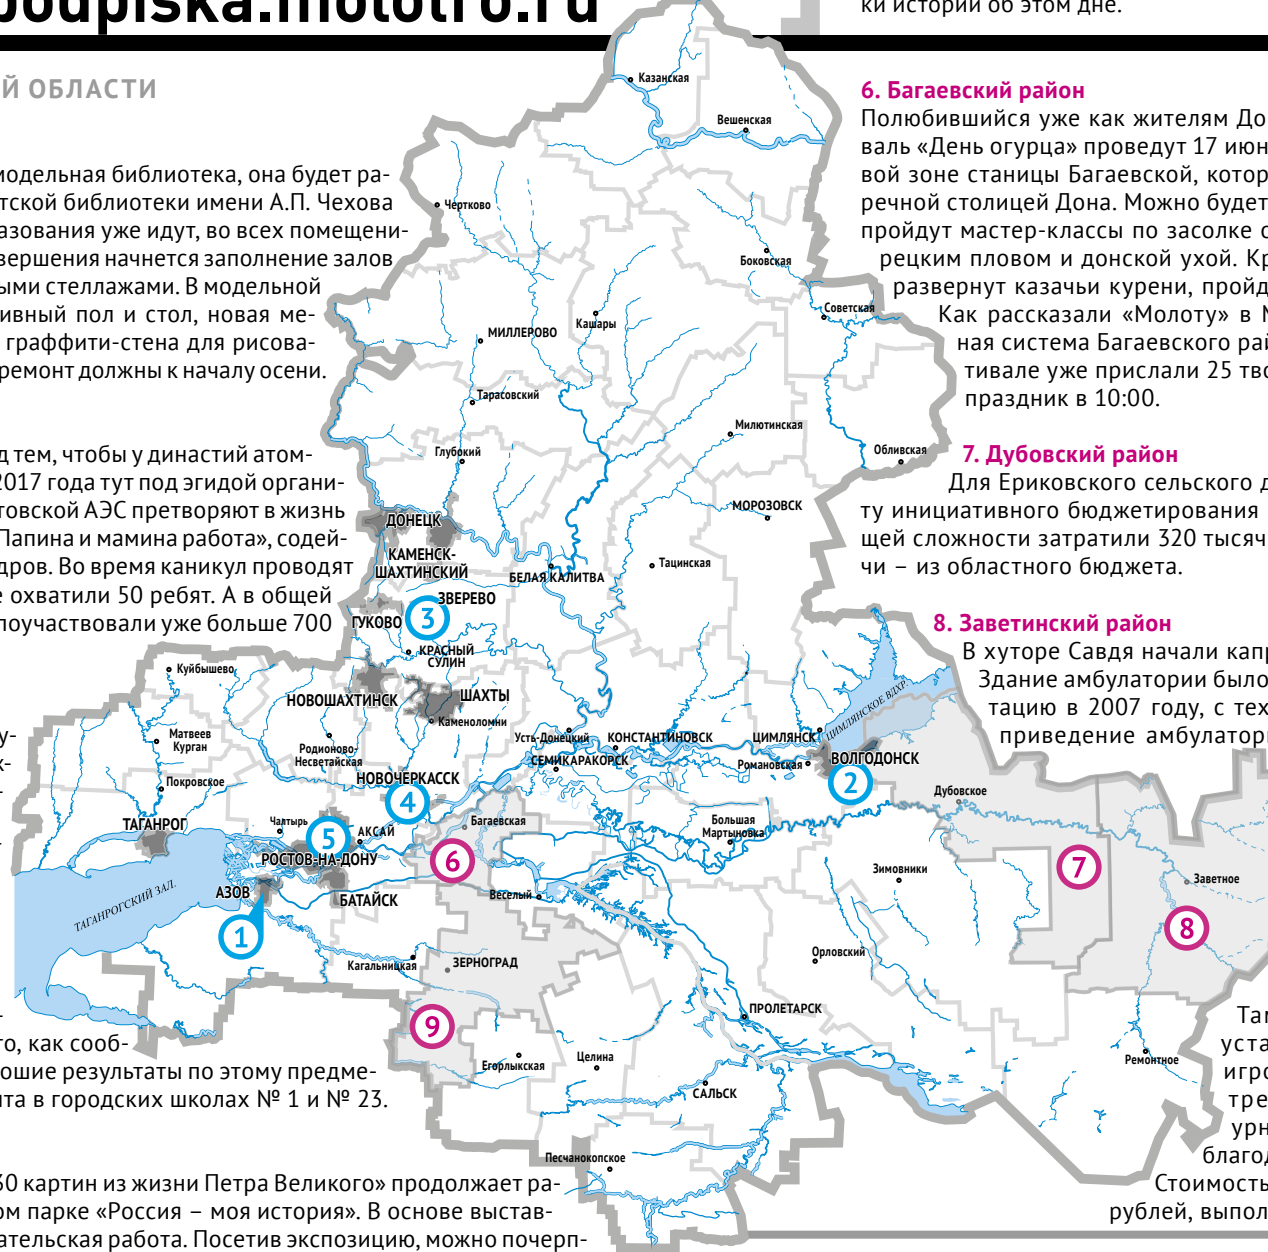 podpiska.molotro.ru
ки истории об этом дне.
Й ОБЛАСТИ
модельная библиотека, она будет ра-
тской библиотеки имени А.П. Чехова
азования уже идут, во всех помещени-
вершения начнется заполнение залов
ыми стеллажами. В модельной
ивный пол и стол, новая ме-
граффити-стена для рисова-
ремонт должны к началу осени.
д тем, чтобы у династий атом-
2017 года тут под эгидой органи-
товской АЭС претворяют в жизнь
Папина и мамина работа», содей-
дров. Во время каникул проводят
е охватили 50 ребят. А в общей
поучаствовали уже больше 700
у-
к-
-
-
го, как сооб-
ошие результаты по этому предме-
та в городских школах № 1 и № 23.
30 картин из жизни Петра Великого» продолжает ра-
ом парке «Россия – моя история». В основе выстав-
ательская работа. Посетив экспозицию, можно почерп-
6. Багаевский район
Полюбившийся уже как жителям До
валь «День огурца» проведут 17 июн
вой зоне станицы Багаевской, котор
речной столицей Дона. Можно будет
пройдут мастер-классы по засолке о
рецким пловом и донской ухой. Кр
развернут казачьи курени, пройд
Как рассказали «Молоту» в М
ная система Багаевского рай
тивале уже прислали 25 тво
праздник в 10:00.
7. Дубовский район
Для Ериковского сельского д
ту инициативного бюджетирования
щей сложности затратили 320 тысяч
чи – из областного бюджета.
8. Заветинский район
В хуторе Савдя начали капр
Здание амбулатории было
тацию в 2007 году, с тех
приведение амбулатори
Там
уста
игро
тре
урн
благод
Стоимость
рублей, выпол
Казанская
Вешенская
Чертково
Боковская
Советская
Кашары
МИЛЛЕРОВО
Тарасовский
Милютинская
Глубокий
Обливская
МОРОЗОВСК
ДОНЕЦК
КАМЕНСК-
ШАХТИНСКИЙ
БЕЛАЯ КАЛИТВА
Тацинская
ЗВЕРЕВО
ГУКОВО
3
КРАСНЫЙ
СУЛИН
Куйбышево
НОВОШАХТИНСК
ШАХТЫ
Каменоломни
ЦИМЛЯНСКОЕ ВДХР.
Матвеев
Курган
Родионово-
Несветайская
Усть-Донецкий
КОНСТАНТИНОВСК
ЦИМЛЯНСК
СЕМИКАРАКОРСК
Романовская
ВОЛГОДОНСК
2
Покровское
НОВОЧЕРКАССК
4
Дубовское
ТАГАНРОГ
Чалтырь
5
АКСАЙ
Багаевская
Большая
Мартыновка
РОСТОВ-НА-ДОНУ
6
7
Зимовники
Заветное
ТАГАНРОГСКИЙ ЗАЛ.
АЗОВ
БАТАЙСК
Веселый
8
1
Кагальницкая
ЗЕРНОГРАД
Орловский
9
ПРОЛЕТАРСК
Егорлыкская
Целина
Ремонтное
САЛЬСК
Песчанокопское